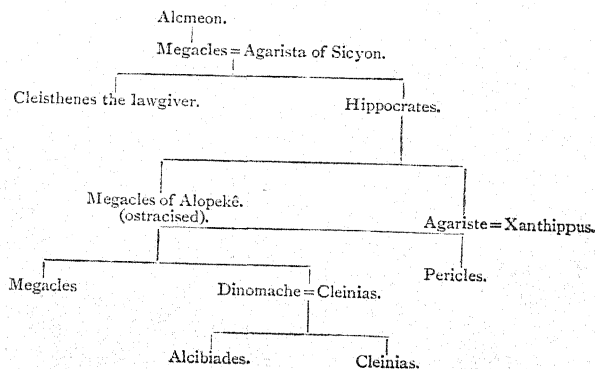 Alcmeon.
Megacles = Agarista of Sicyon.
Cleisthenes the lawgiver.
Hippocrates.
Megacles of Alopekê.
(ostracised).
Agariste = Xanthippus.
Megacles
Dinomache = Cleinias.
Pericles.
Alcibiades.
Cleinias.